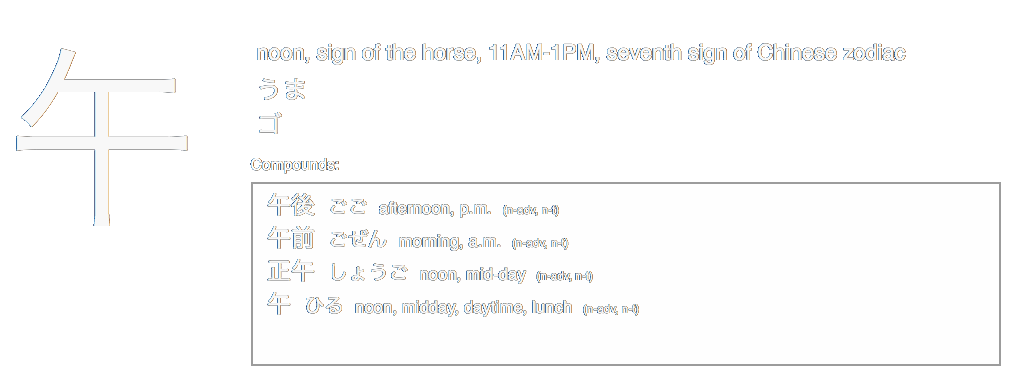 午
noon, sign of the horse, 11AM-1PM, seventh sign of Chinese zodiac
うま
ゴ
Compounds:
午後 ごご afternoon, p.m. (n-adv, n-t)
午前 ごぜん morning, a.m. (n-adv, n-t)
正午 しょうご noon, mid-day (n-adv, n-t)
午 ひる noon, midday, daytime, lunch (n-adv, n-t)